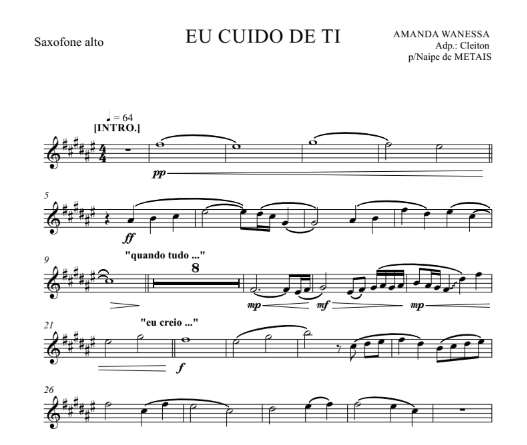 EU CUIDO DE TI
Saxofone alto
AMANDA WANESSA
Adp.: Cleiton
p/Naipe de METAIS
♩ = 64
[INTRO.]
4
4
pp
5
ff
9
"quando tudo ..."
8
mp
mf
mp
21
"eu creio ..."
f
26